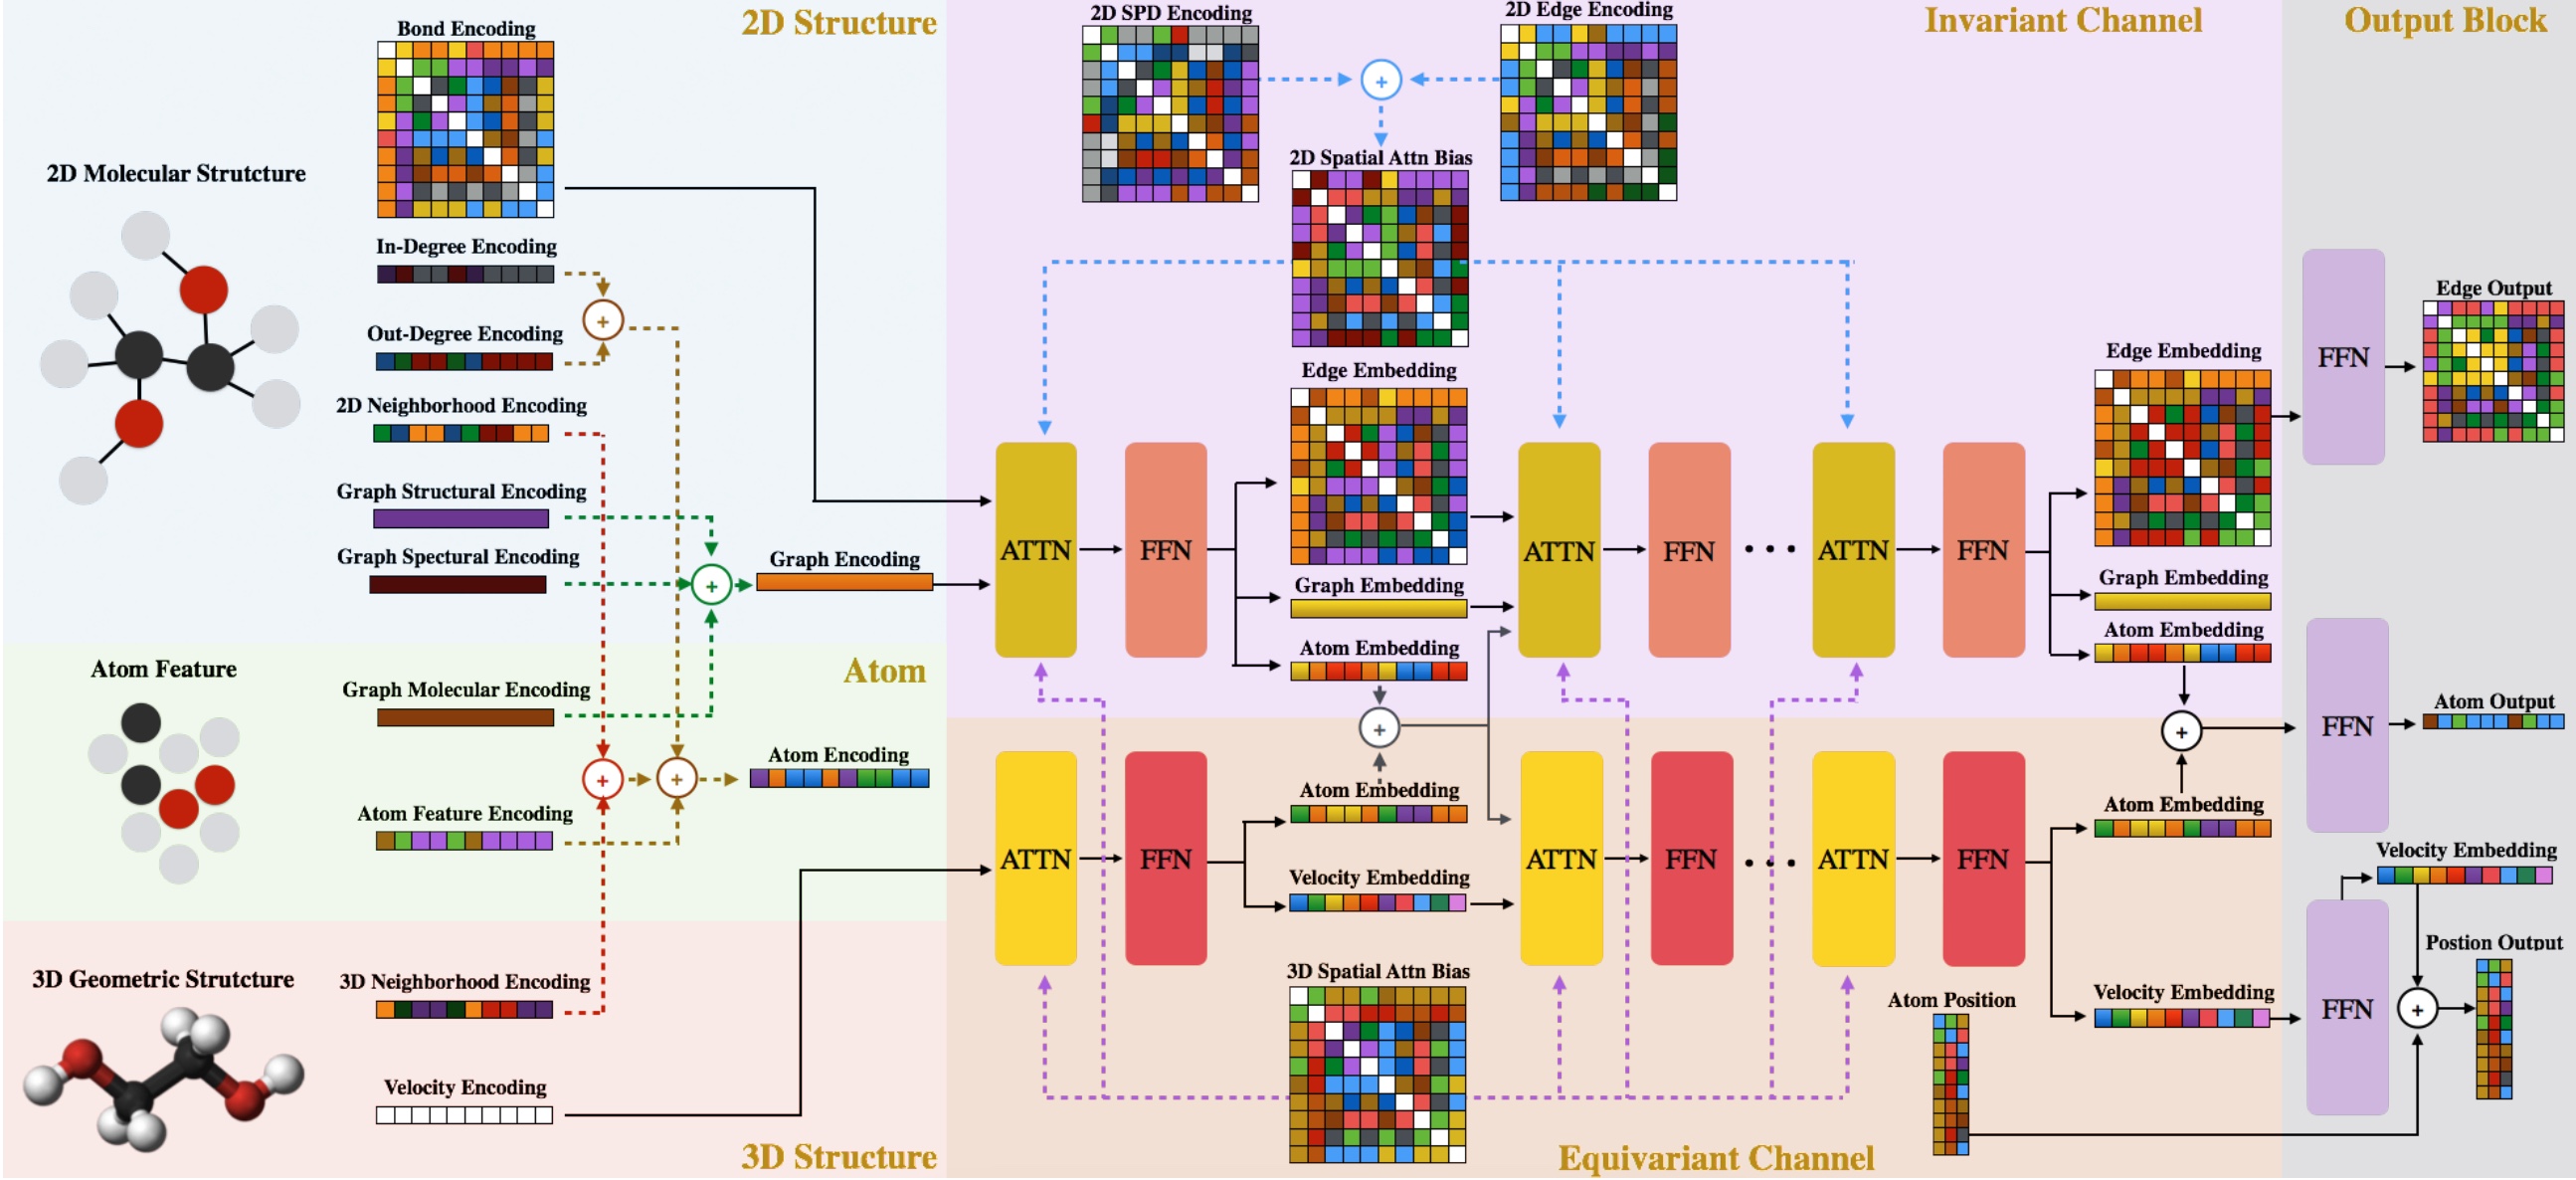 2D Structure
Bond Encoding
2D Molecular Strutcture
In-Degree Encoding
+
Out-Degree Encoding
2D Neighborhood Encoding
Graph Structural Encoding
Graph Spectural Encoding
+
Graph Encoding
Atom
Atom Feature
Graph Molecular Encoding
+
+
Atom Encoding
Atom Feature Encoding
3D Geometric Strutcture
3D Neighborhood Encoding
Velocity Encoding
3D Structure
Invariant Channel
2D SPD Encoding
+
2D Edge Encoding
2D Spatial Attn Bias
Edge Embedding
ATTN
FFN
Graph Embedding
Atom Embedding
ATTN
FFN
• • •
ATTN
FFN
Edge Embedding
Graph Embedding
Atom Embedding
+
+
ATTN
FFN
Atom Embedding
Velocity Embedding
ATTN
FFN
• • •
ATTN
FFN
Atom Embedding
Velocity Embedding
3D Spatial Attn Bias
Atom Position
Equivariant Channel
Output Block
FFN
Edge Output
FFN
Atom Output
Velocity Embedding
FFN
Postion Output
+